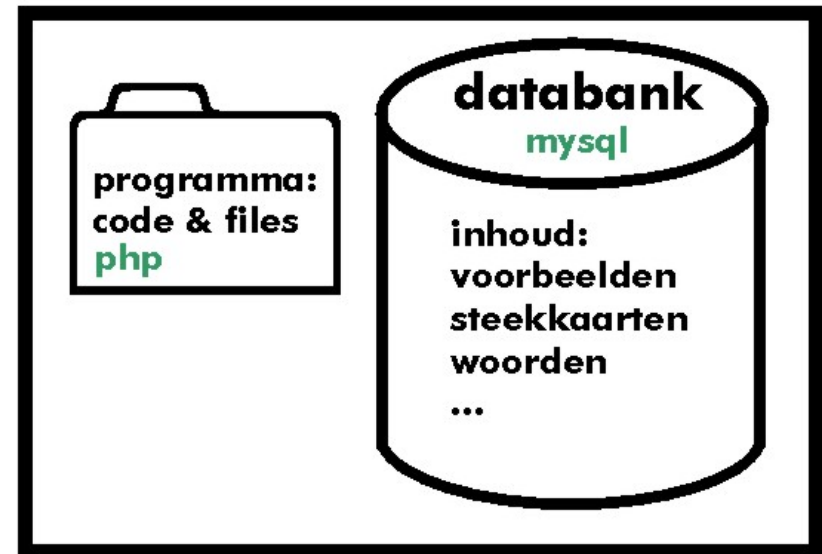 programma:
code & files
php
databank
mysql
inhoud:
voorbeelden
steekkaarten
woorden
...